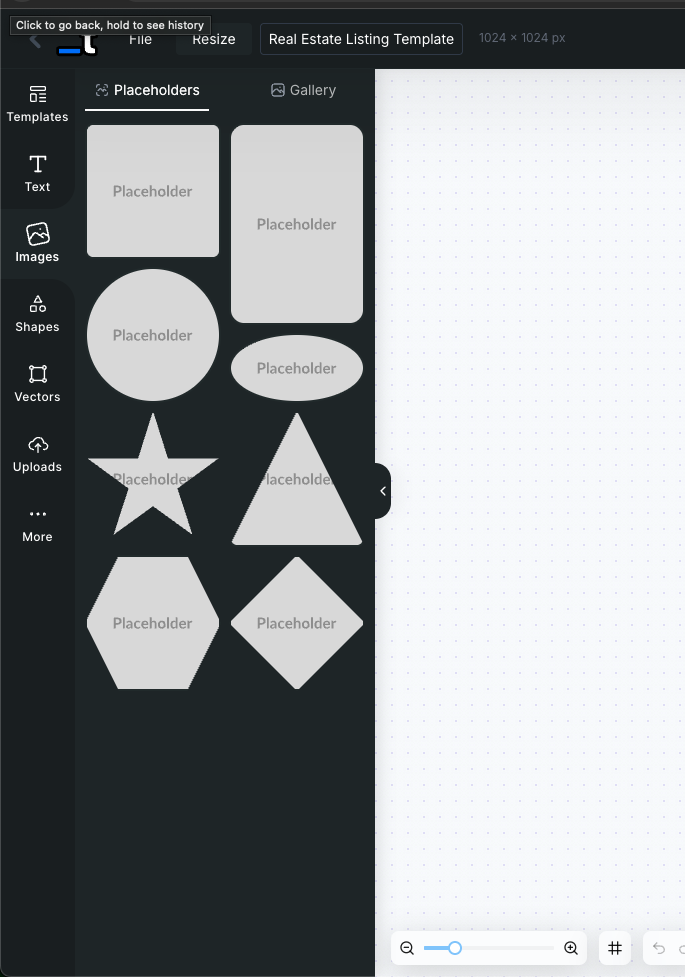 Click to go back, hold to see history
File
Resize
Real Estate Listing Template
1024 × 1024 px
Templates
Text
Images
Shapes
Vectors
Uploads
More
Placeholders
Gallery
Placeholder
Placeholder
Placeholder
Placeholder
Placeholder
Placeholder
Placeholder
Placeholder